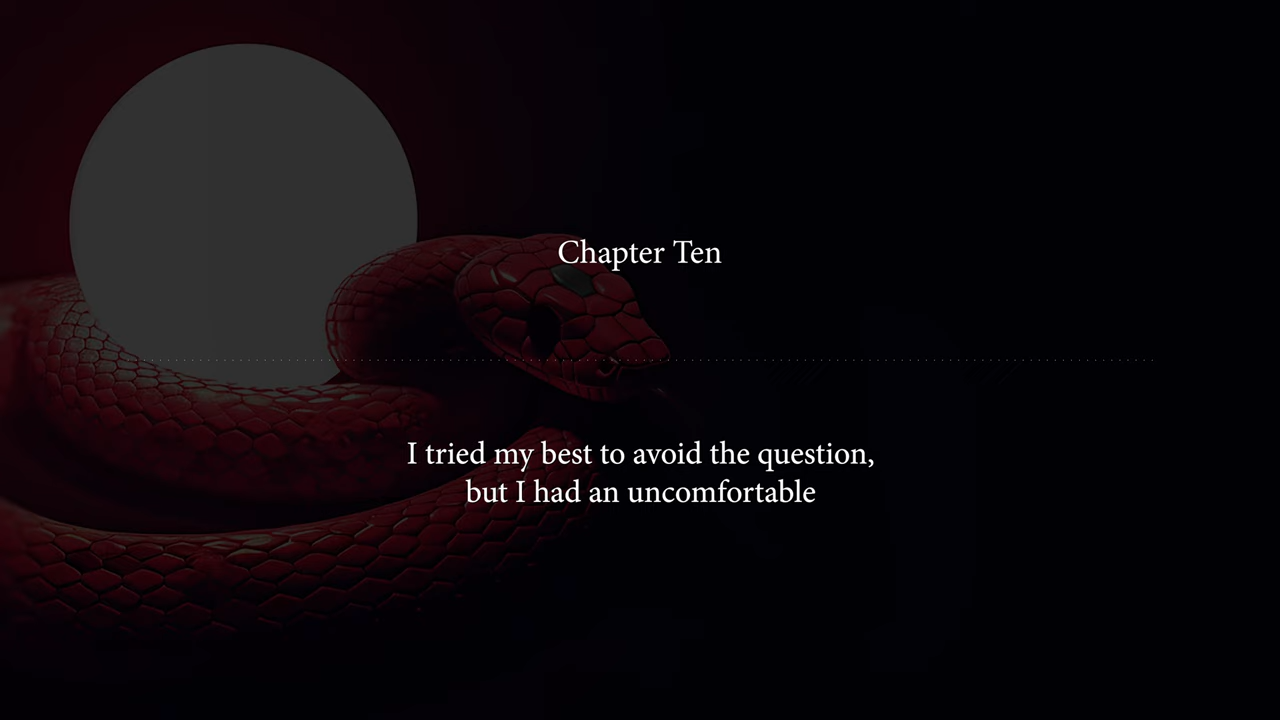 Chapter Ten
I tried my best to avoid the question,
but I had an uncomfortable